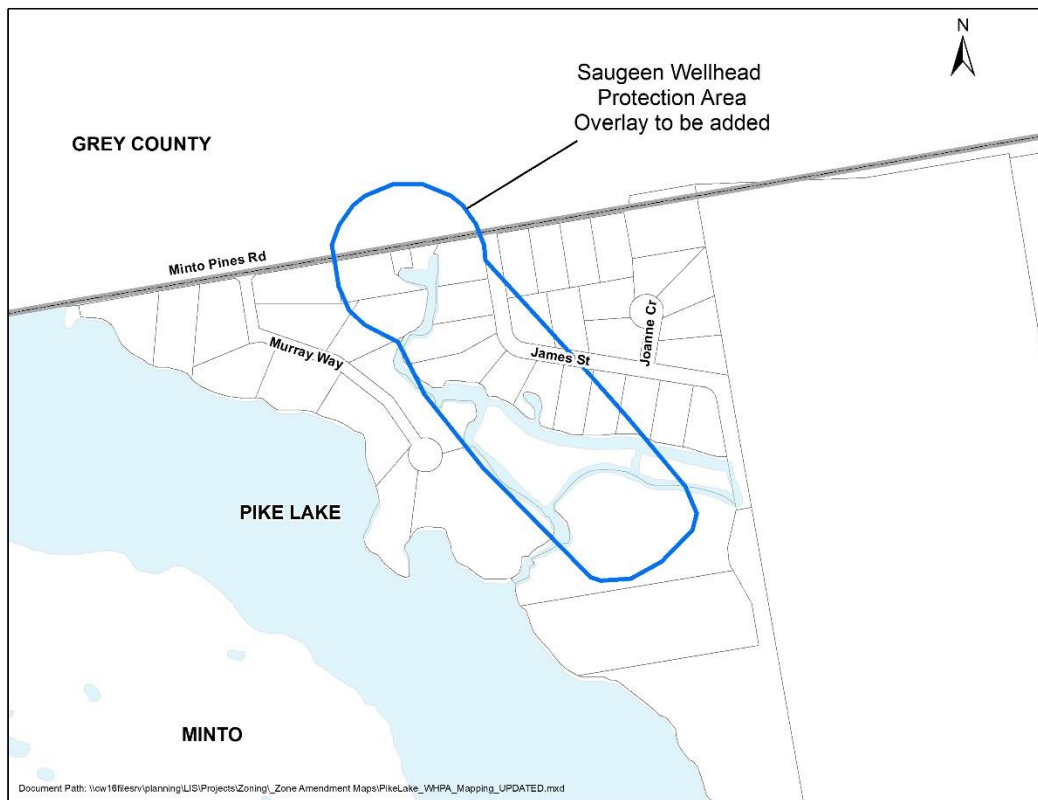 N
Saugeen Wellhead
Protection Area
Overlay to be added
GREY COUNTY
Minto Pines Rd
Murray Way
James St
Joanne Cr
PIKE LAKE
MINTO
Document Path: \\cw16filesrv\planning\LIS\Projects\Zoning\_Zone Amendment Maps\PikeLake_WHPA_Mapping_UPDATED.mxd